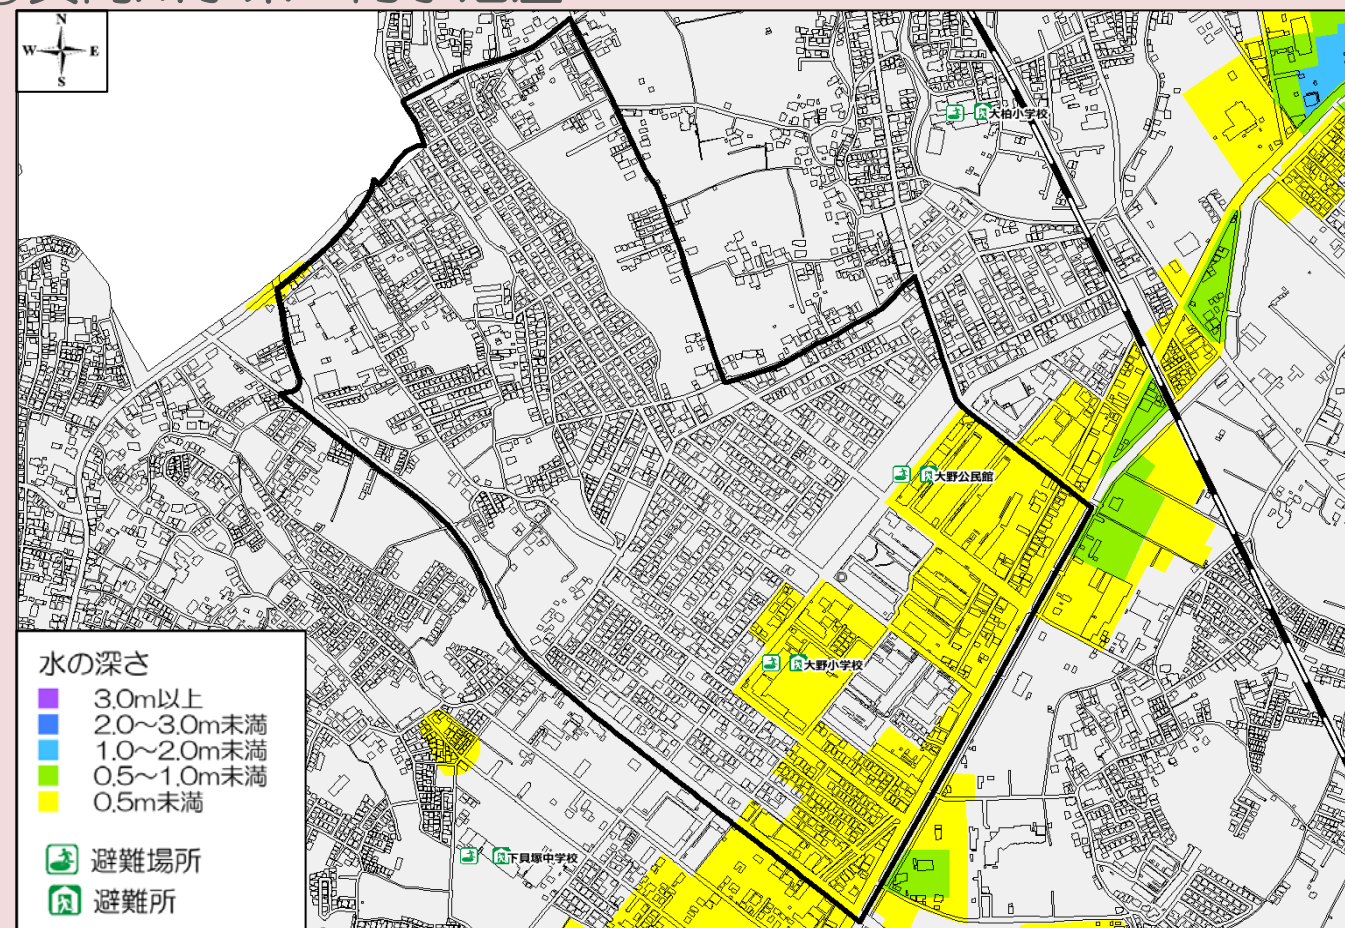 N
W E
S
大柏小学校
大野公民館
大野小学校
下貝塚中学校
水の深さ
3.0m以上
2.0～3.0m未満
1.0～2.0m未満
0.5～1.0m未満
0.5m未満
避難場所
避難所